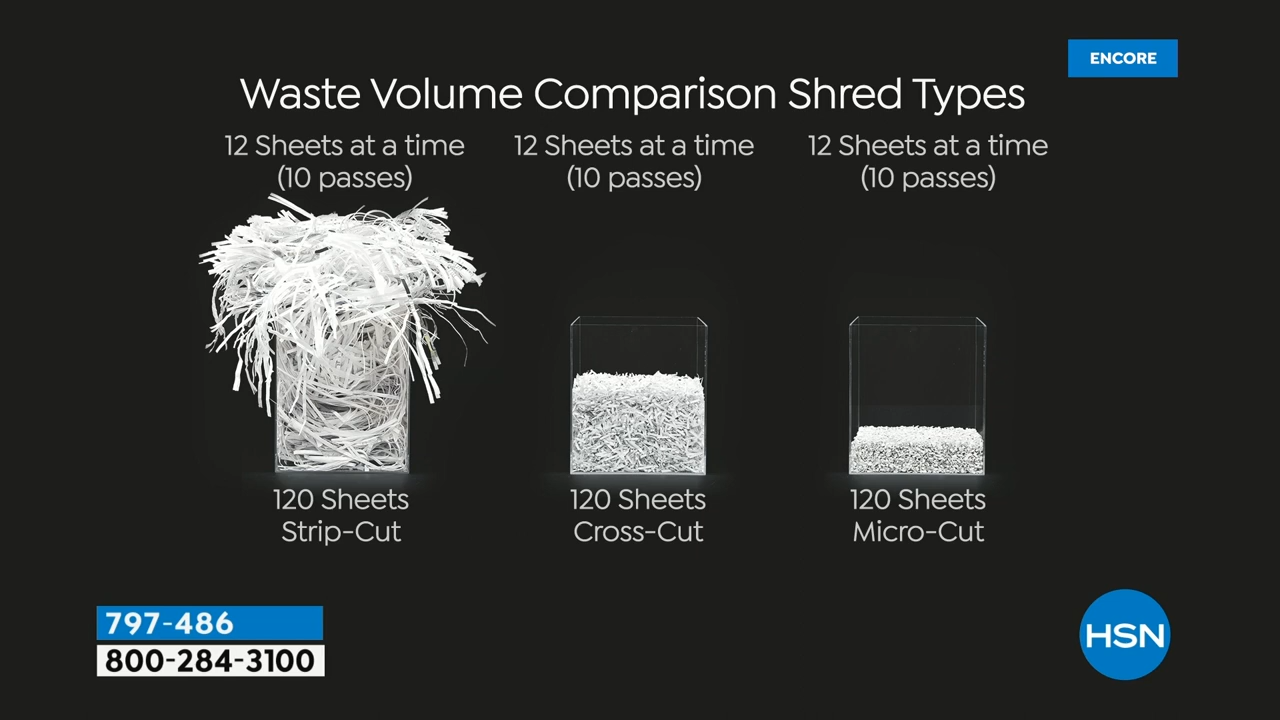 ENCORE
Waste Volume Comparison Shred Types
12 Sheets at a time
(10 passes)
12 Sheets at a time
(10 passes)
12 Sheets at a time
(10 passes)
120 Sheets
Strip-Cut
120 Sheets
Cross-Cut
120 Sheets
Micro-Cut
797-486
800-284-3100
HSN